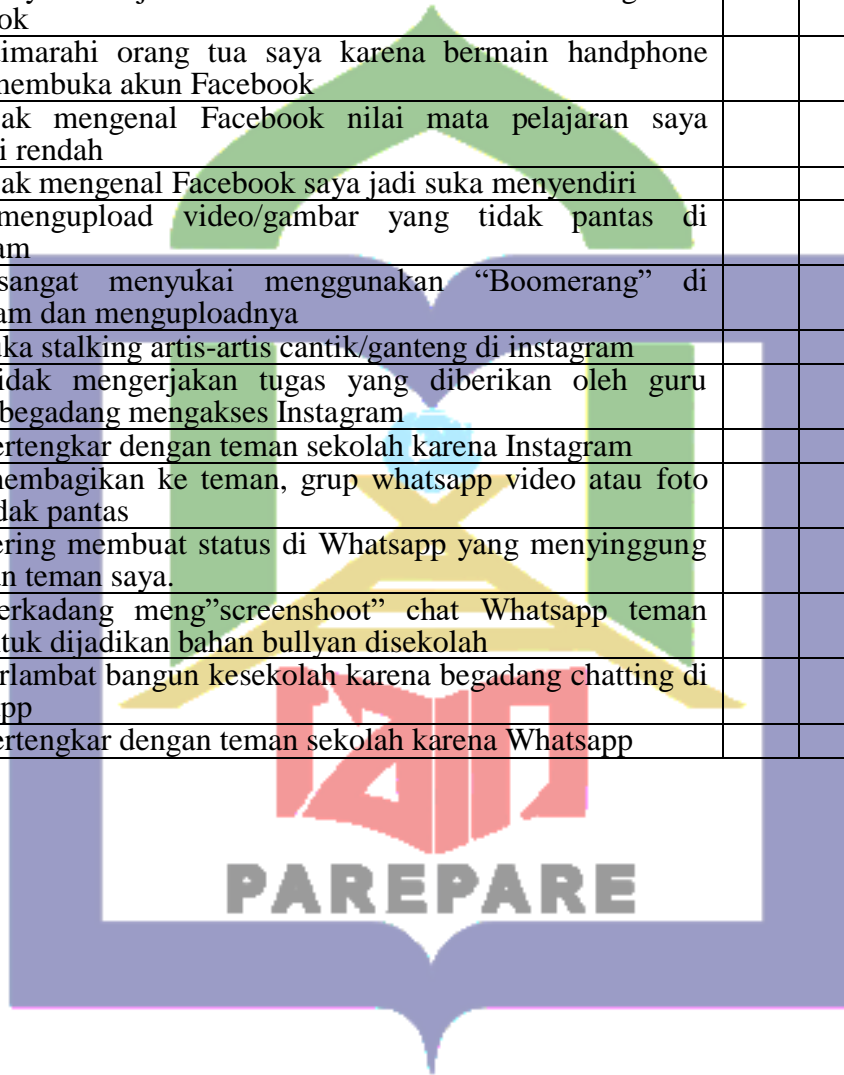 ok
imarahi orang tua saya karena bermain handphone
membuka akun Facebook
ak mengenal Facebook nilai mata pelajaran saya
i rendah
ak mengenal Facebook saya jadi suka menyendiri
mengupload video/gambar yang tidak pantas di
am
sangat menyukai menggunakan “Boomerang” di
am dan menguploadnya
ka stalking artis-artis cantik/ganteng di instagram
idak mengerjakan tugas yang diberikan oleh guru
begadang mengakses Instagram
ertengkar dengan teman sekolah karena Instagram
membagikan ke teman, grup whatsapp video atau foto
dak pantas
ering membuat status di Whatsapp yang menyinggung
an teman saya.
erkadang meng”screenshoot” chat Whatsapp teman
tuk dijadikan bahan bullyan disekolah
rlambat bangun kesekolah karena begadang chatting di
pp
ertengkar dengan teman sekolah karena Whatsapp
PAREPARE